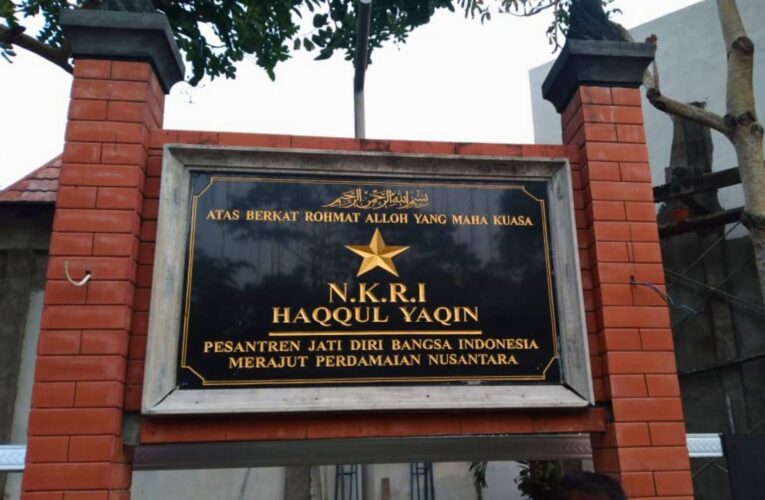 بسم الله الرحمن الرحيم
ATAS BERKAT ROHMAT ALLOH YANG MAHA KUASA
N.K.R.I
HAQQUL YAQIN
PESANTREN JATI DIRI BANGSA INDONESIA
MERAJUT PERDAMAIAN NUSANTARA